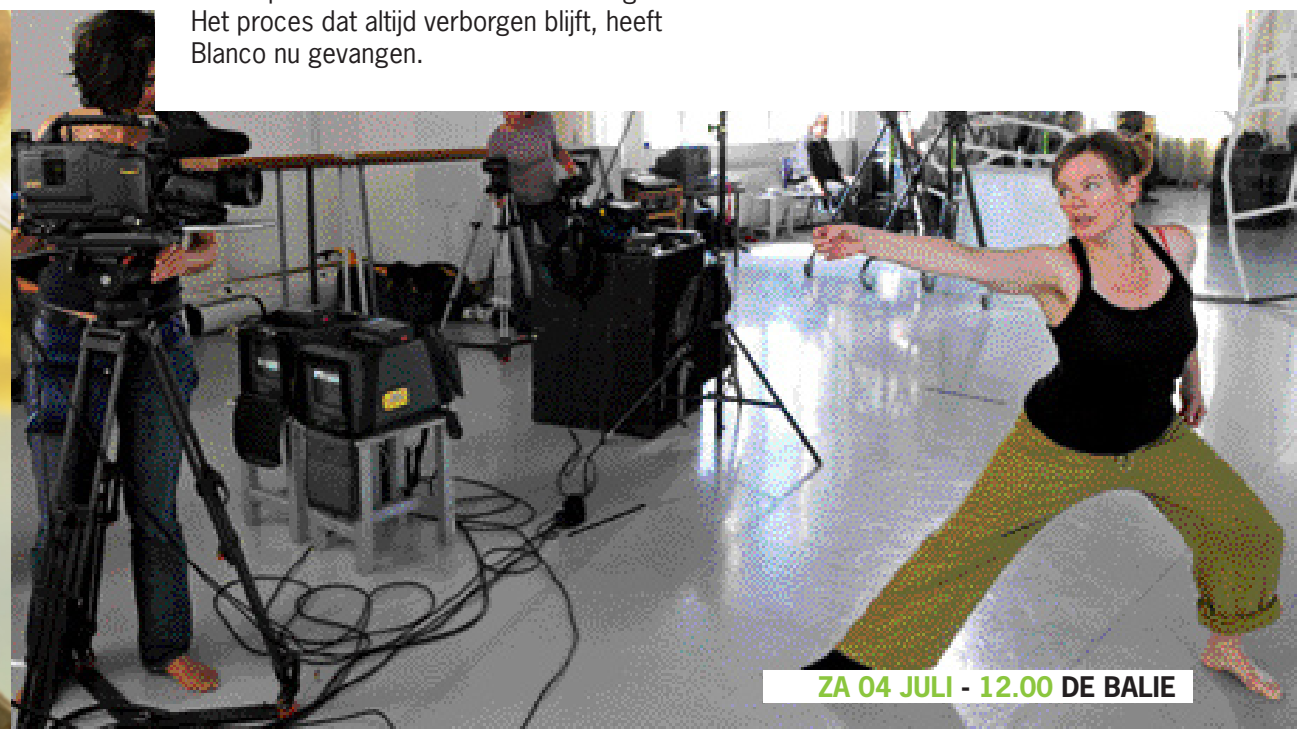 Het proces dat altijd verborgen blijft, heeft
Blanco nu gevangen.
ZA 04 JULI - 12.00 DE BALIE